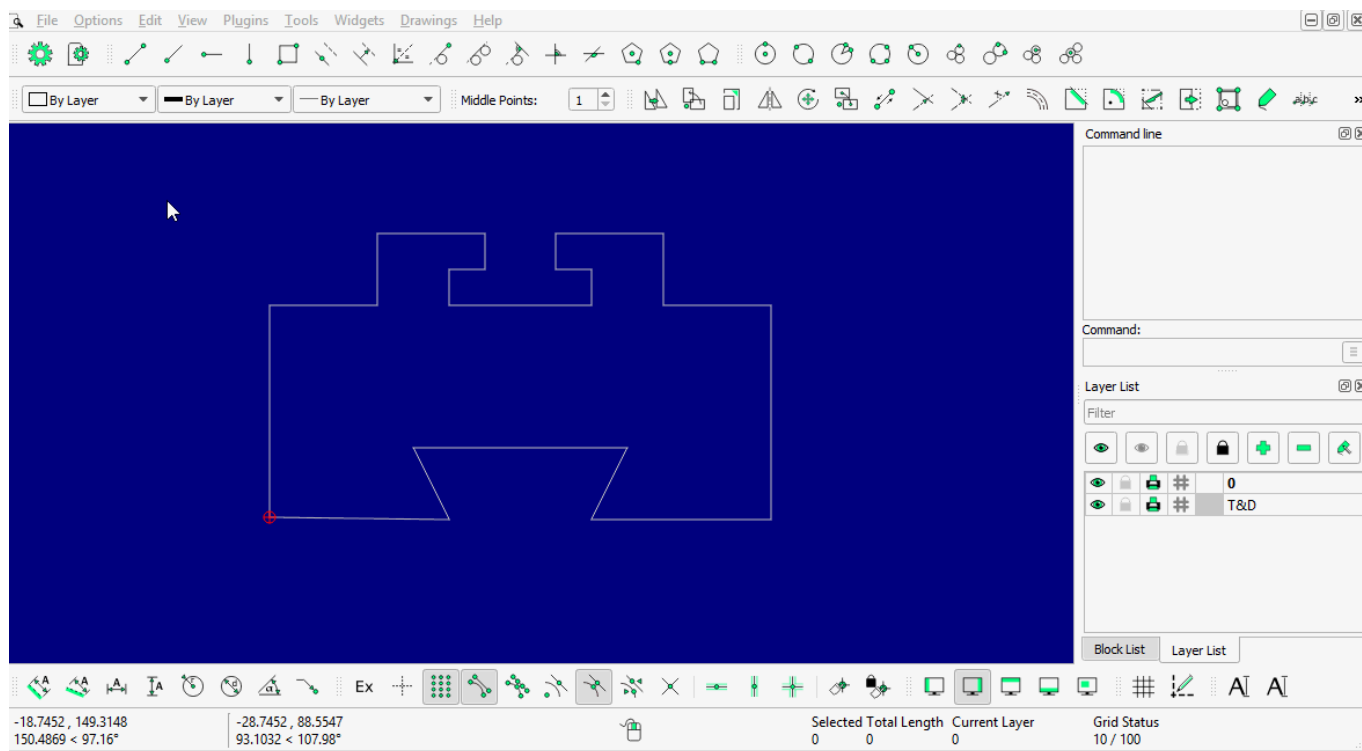 File Options Edit View Plugins Tools Widgets Drawings Help
By Layer By Layer By Layer Middle Points: 1 abc
Command line
Command:
Layer List
Filter
0
T&D
Block List Layer List
Ex
-18.7452 , 149.3148 -28.7452 , 88.5547 Selected Total Length Current Layer Grid Status
150.4869 < 97.16° 93.1032 < 107.98° 0 0 0 10 / 100